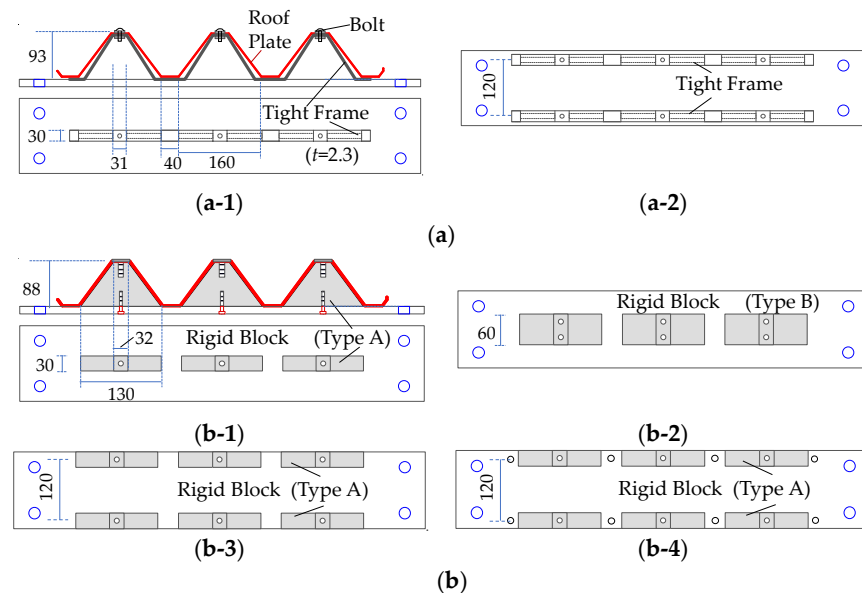 Roof
Plate
Bolt
93
Tight Frame
30
31
40
160
(t=2.3)
(a-1)
120
Tight Frame
(a-2)
(a)
88
32
Rigid Block
(Type A)
30
130
(b-1)
Rigid Block (Type B)
60
(b-2)
120
Rigid Block (Type A)
(b-3)
120
Rigid Block (Type A)
(b-4)
(b)